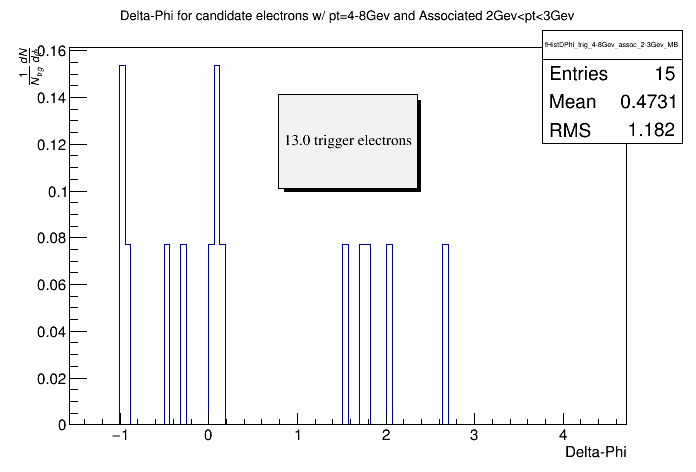 Delta-Phi for candidate electrons w/ pt=4-8Gev and Associated 2Gev<pt<3Gev
fHistDPhi_trig_4-8Gev_assoc_2-3Gev_MB
Entries 15
Mean 0.4731
RMS 1.182
13.0 trigger electrons
0.16
0.14
0.12
0.1
0.08
0.06
0.04
0.02
0
−1 0 1 2 3 4
Delta-Phi